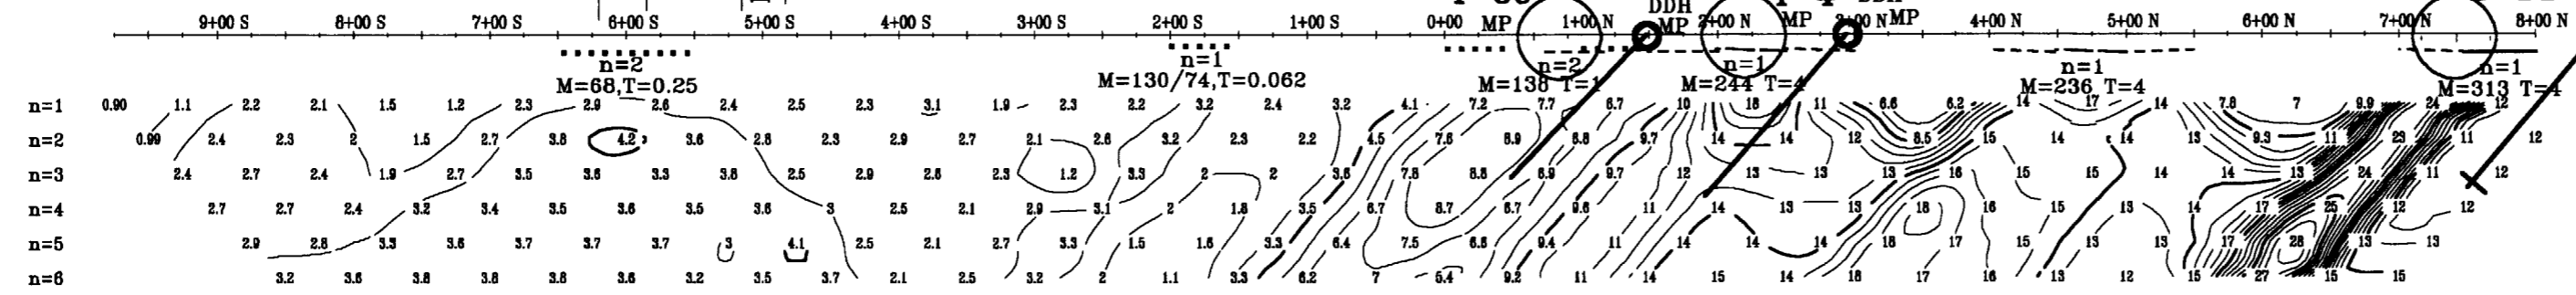 DDH DDH
9+00 S 8+00 S 7+00 S 6+00 S 5+00 S 4+00 S 3+00 S 2+00 S 1+00 S 0+00 MP 1+00 N MP 2+00 N MP 3+00 N MP 4+00 N 5+00 N 6+00 N 7+00 N 8+00 N
n=2 n=1 n=2 n=1 n=1 n=1
M=68,T=0.25 M=130/74,T=0.062 M=138 T=1 M=244 T=4 M=236 T=4 M=313 T=4
n=1 0.90 1.1 2.2 2.1 1.5 1.2 2.3 2.9 2.6 2.4 2.5 2.3 3.1 1.9 2.3 2.2 3.2 2.4 3.2 4.1 7.2 7.7 6.7 10 18 11 6.6 6.2 14 17 14 7.8 7 9.9 24 12
n=2 0.99 2.4 2.3 2 1.5 2.7 3.8 4.2 3.6 2.8 2.3 2.9 2.7 2.1 2.6 3.2 2.3 2.2 4.5 7.6 8.9 8.8 9.7 14 14 12 8.5 15 14 14 13 9.3 11 23 11 12
n=3 2.4 2.7 2.4 1.9 2.7 3.5 3.6 3.3 3.8 2.5 2.9 2.6 2.3 1.2 3.3 2 2 3.6 7.8 8.8 8.9 9.7 12 13 13 13 16 15 15 14 14 13 24 11 12
n=4 2.7 2.7 2.4 3.2 3.4 3.5 3.6 3.5 3.6 3 2.5 2.1 2.9 3.1 2 1.8 3.5 6.7 8.7 6.7 9.6 11 14 13 13 18 16 15 13 14 17 25 12 12
n=5 2.9 2.8 3.3 3.6 3.7 3.7 3.7 3 4.1 2.5 2.1 2.7 3.3 1.5 1.6 3.3 6.4 7.5 6.6 9.4 11 14 14 14 18 17 15 13 13 17 28 13 13
n=6 3.2 3.6 3.8 3.8 3.8 3.6 3.2 3.5 3.7 2.1 2.5 3.2 2 1.1 3.3 6.2 7 5.4 9.2 11 14 15 14 18 17 16 13 12 15 27 15 15